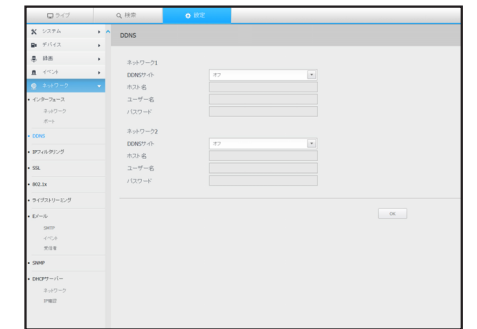 ライブ
検索
設定
システム
デバイス
録画
イベント
ネットワーク
インターフェース
ネットワーク
ポート
DDNS
IPフィルタリング
SSL
802.1x
ライブストリーミング
Eメール
SMTP
イベント
受信者
SNMP
DHCPサーバー
ネットワーク
IP確認
DDNS
ネットワーク1
DDNSサイト
オフ
ホスト名
ユーザー名
パスワード
ネットワーク2
DDNSサイト
オフ
ホスト名
ユーザー名
パスワード
OK